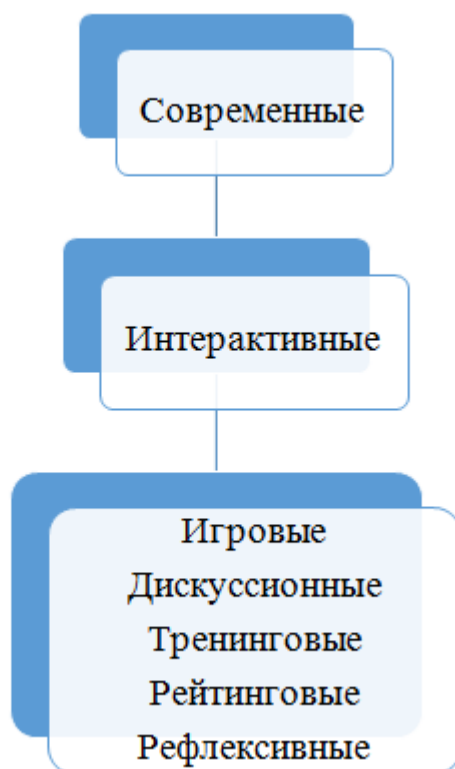 Современные
Интерактивные
Игровые
Дискуссионные
Тренинговые
Рейтинговые
Рефлексивные